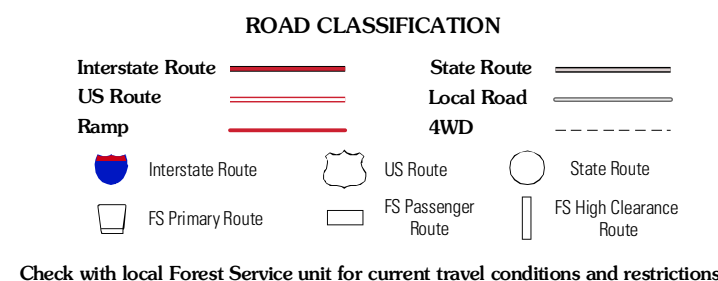 ROAD CLASSIFICATION
Interstate Route
State Route
US Route
Local Road
Ramp
4WD
Interstate Route
US Route
State Route
FS Primary Route
FS Passenger
Route
FS High Clearance
Route
Check with local Forest Service unit for current travel conditions and restrictions